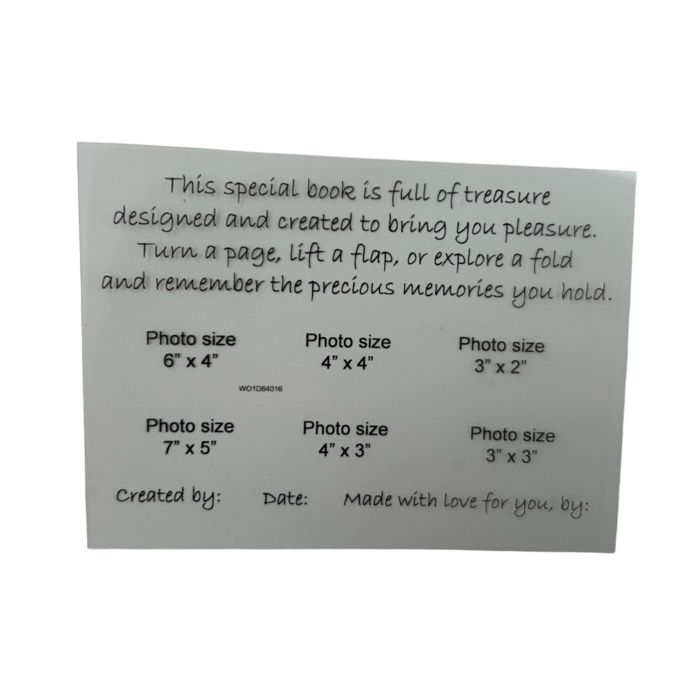 This special book is full of treasure
designed and created to bring you pleasure.
Turn a page, lift a flap, or explore a fold
and remember the precious memories you hold.
Photo size
6" x 4"
Photo size
4" x 4"
Photo size
3" x 2"
WO1D64016
Photo size
7" x 5"
Photo size
4" x 3"
Photo size
3" x 3"
Created by:
Date:
Made with love for you, by: